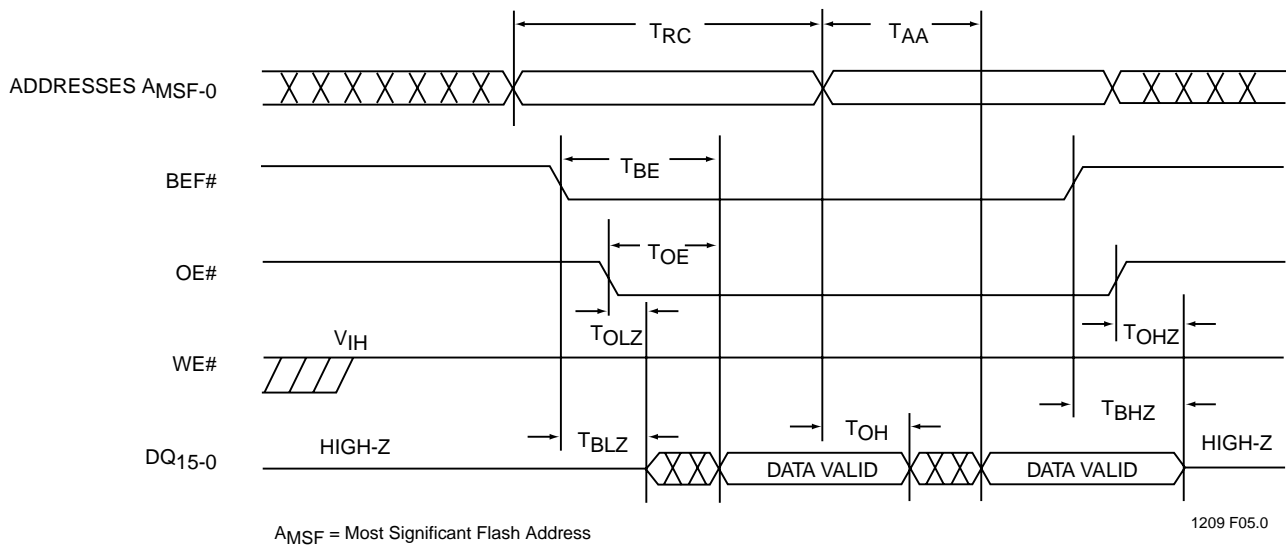 TRC TAA
ADDRESSES AMSF-0
BEF# TBE
OE# TOE
TOLZ TOHZ
WE# VIH
TBLZ TOH TBHZ
DQ15-0 HIGH-Z DATA VALID DATA VALID HIGH-Z
AMSF = Most Significant Flash Address
1209 F05.0